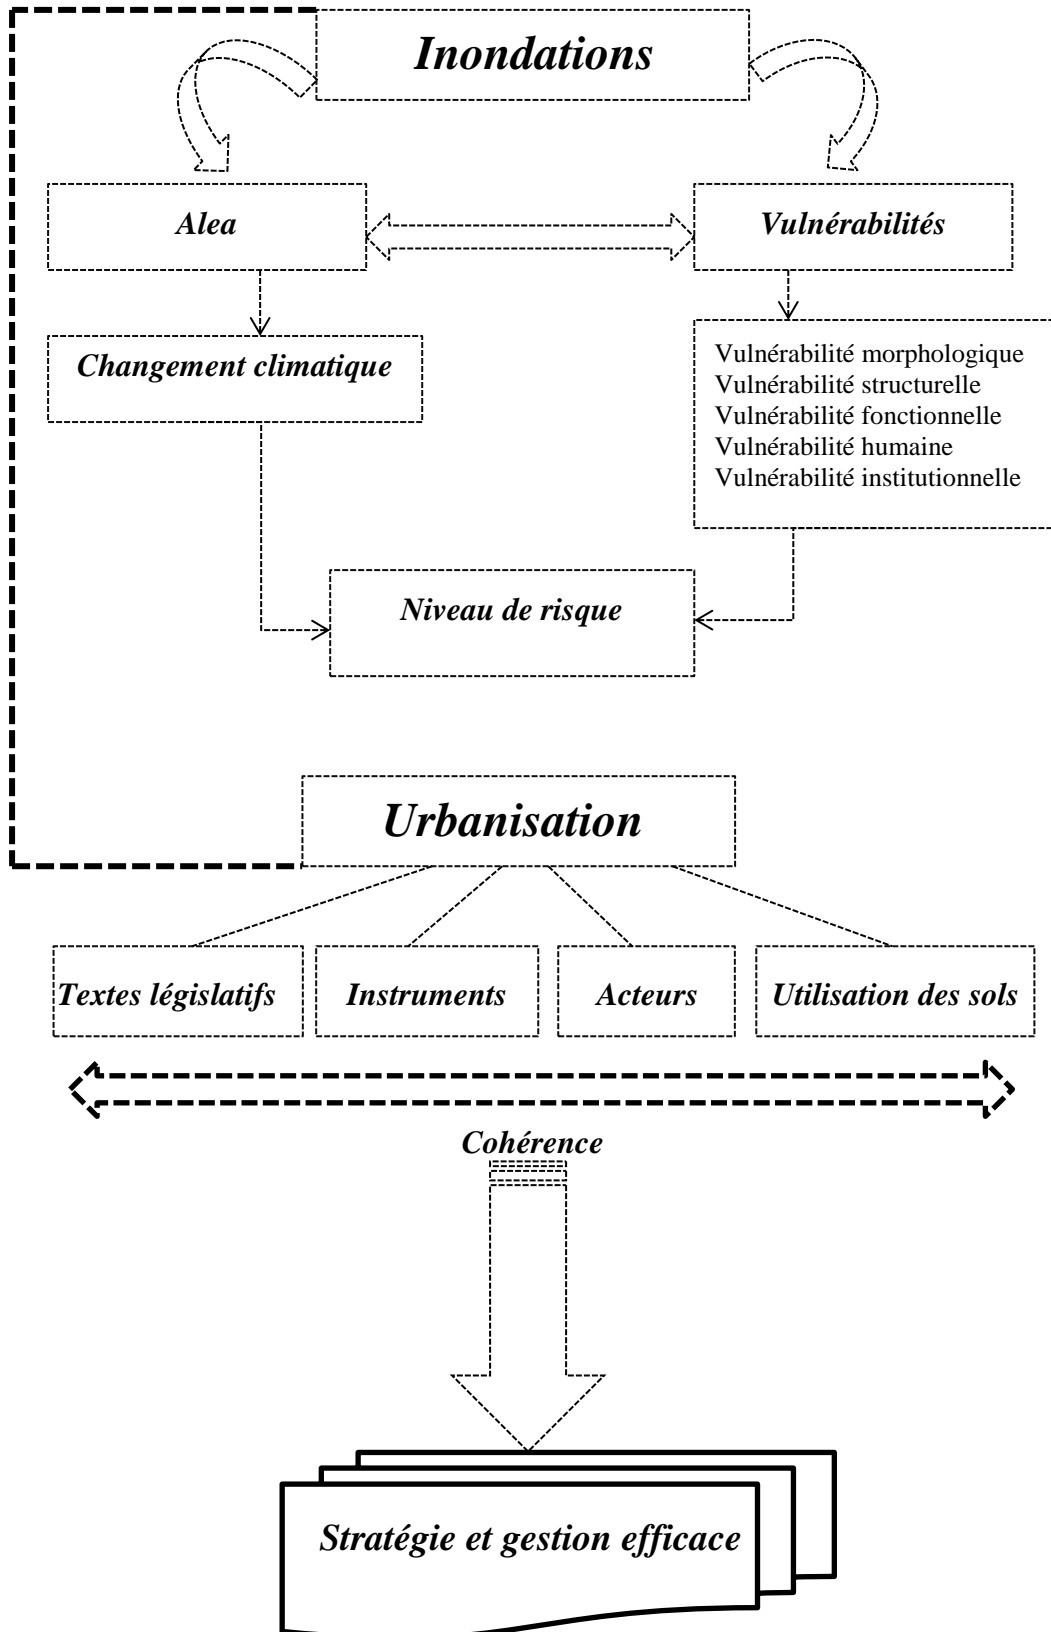 Inondations
Alea
Vulnérabilités
Changement climatique
Vulnérabilité morphologique
Vulnérabilité structurelle
Vulnérabilité fonctionnelle
Vulnérabilité humaine
Vulnérabilité institutionnelle
Niveau de risque
Urbanisation
Textes législatifs
Instruments
Acteurs
Utilisation des sols
Cohérence
Stratégie et gestion efficace